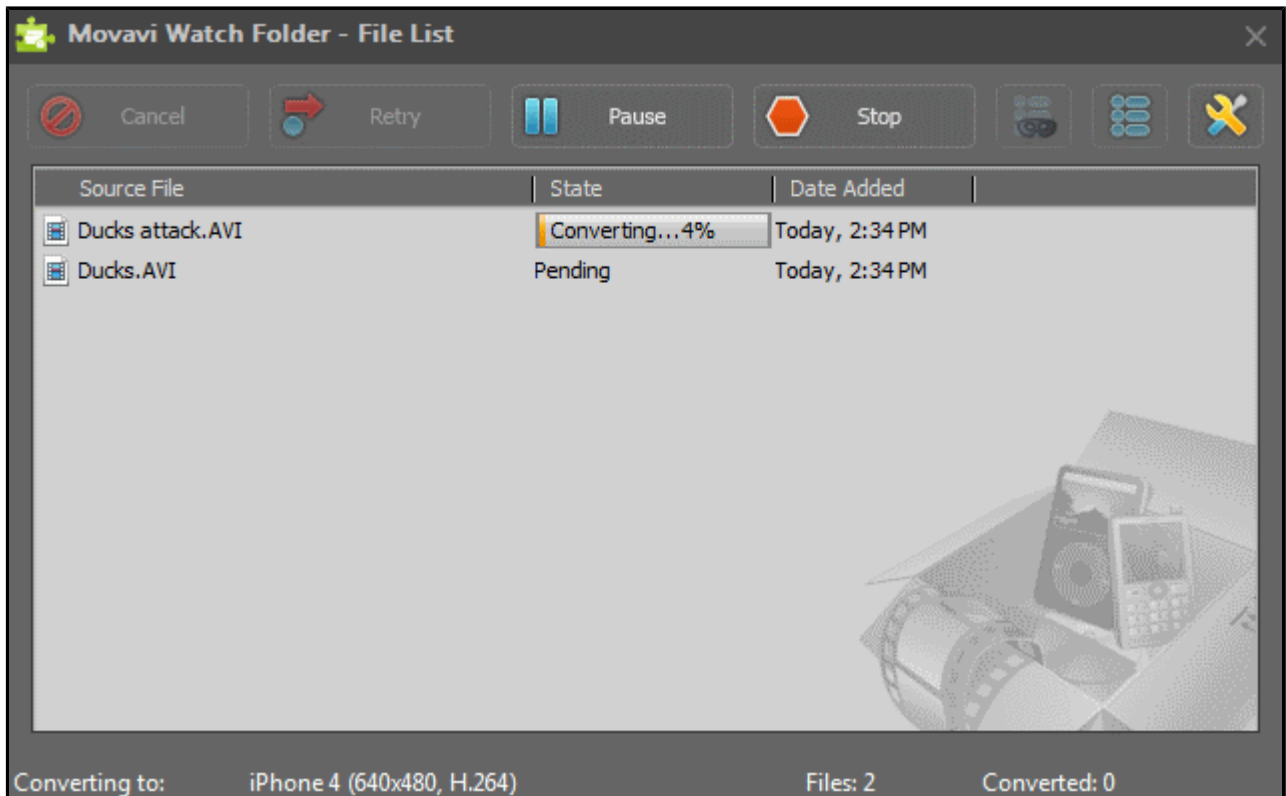 Movavi Watch Folder - File List
Cancel Retry Pause Stop
Source File State Date Added
Ducks attack.AVI Converting...4% Today, 2:34 PM
Ducks.AVI Pending Today, 2:34 PM
Converting to: iPhone 4 (640x480, H.264) Files: 2 Converted: 0